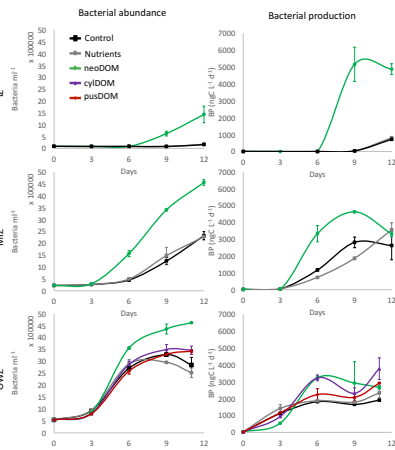 Bacterial abundance
Bacterial production
Control
Nutrients
neoDOM
cylDOM
pusDOM
Bacteria ml-1
x 100000
50
45
40
35
30
25
20
15
10
5
0
0 3 6 9 12
Days
BP (ngC L-1 d-1)
7000
6000
5000
4000
3000
2000
1000
0
0 3 6 9 12
Days
Bacteria ml-1
x 100000
50
45
40
35
30
25
20
15
10
5
0
0 3 6 9 12
Days
BP (ngC L-1 d-1)
7000
6000
5000
4000
3000
2000
1000
0
0 3 6 9 12
Days
OWZ
Bacteria ml-1
x 100000
50
45
40
35
30
25
20
15
10
5
0
0 3 6 9 12
BP (ngC L-1 d-1)
7000
6000
5000
4000
3000
2000
1000
0
0 3 6 9 12